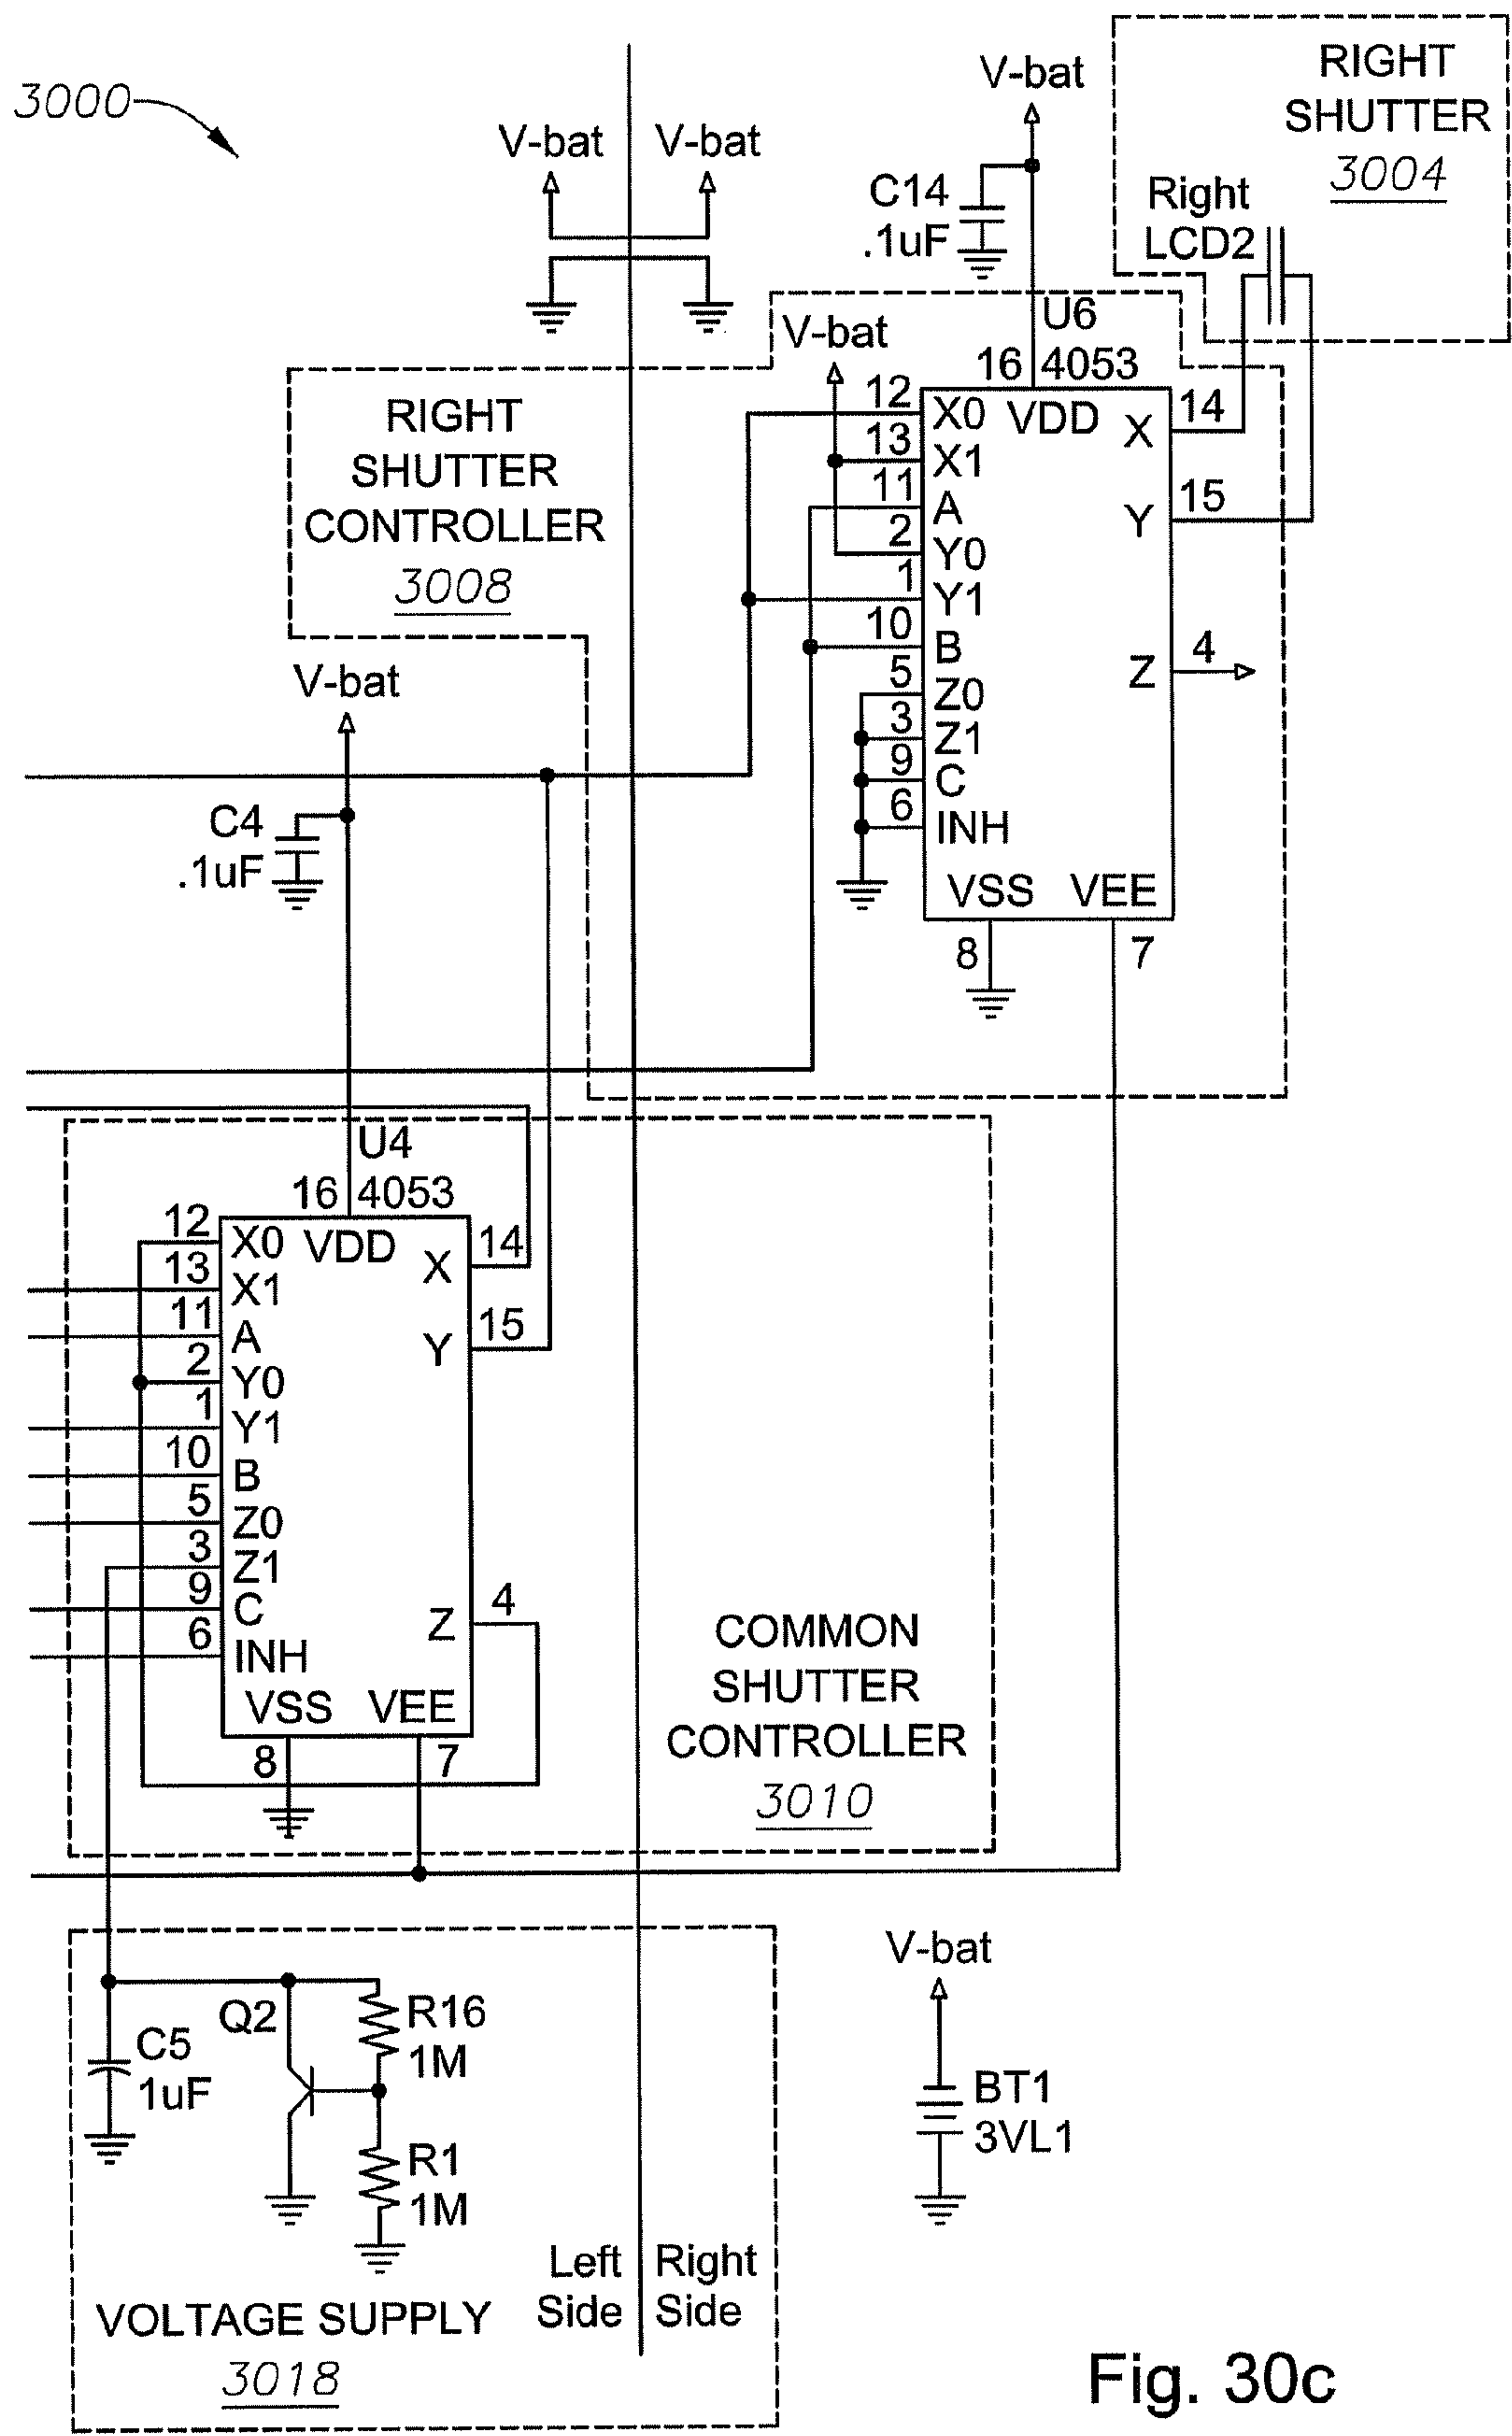 3000
V-bat
V-bat
V-bat
RIGHT
SHUTTER
3004
Right
LCD2
C14
.1uF
U6
4053
16
V-bat
RIGHT
SHUTTER
CONTROLLER
3008
12 X0
13 X1
11 A
2 Y0
1 Y1
10 B
5 Z0
3 Z1
9 C
6 INH
VDD
X 14
Y 15
Z 4
VSS VEE
8 7
V-bat
C4
.1uF
U4
16 4053
12 X0
13 X1
11 A
2 Y0
1 Y1
10 B
5 Z0
3 Z1
9 C
6 INH
VDD
X 14
Y 15
Z 4
VSS VEE
8 7
COMMON
SHUTTER
CONTROLLER
3010
C5
1uF
Q2
R16
1M
R1
1M
VOLTAGE SUPPLY
3018
Left
Side
Right
Side
V-bat
BT1
3VL1
Fig. 30c